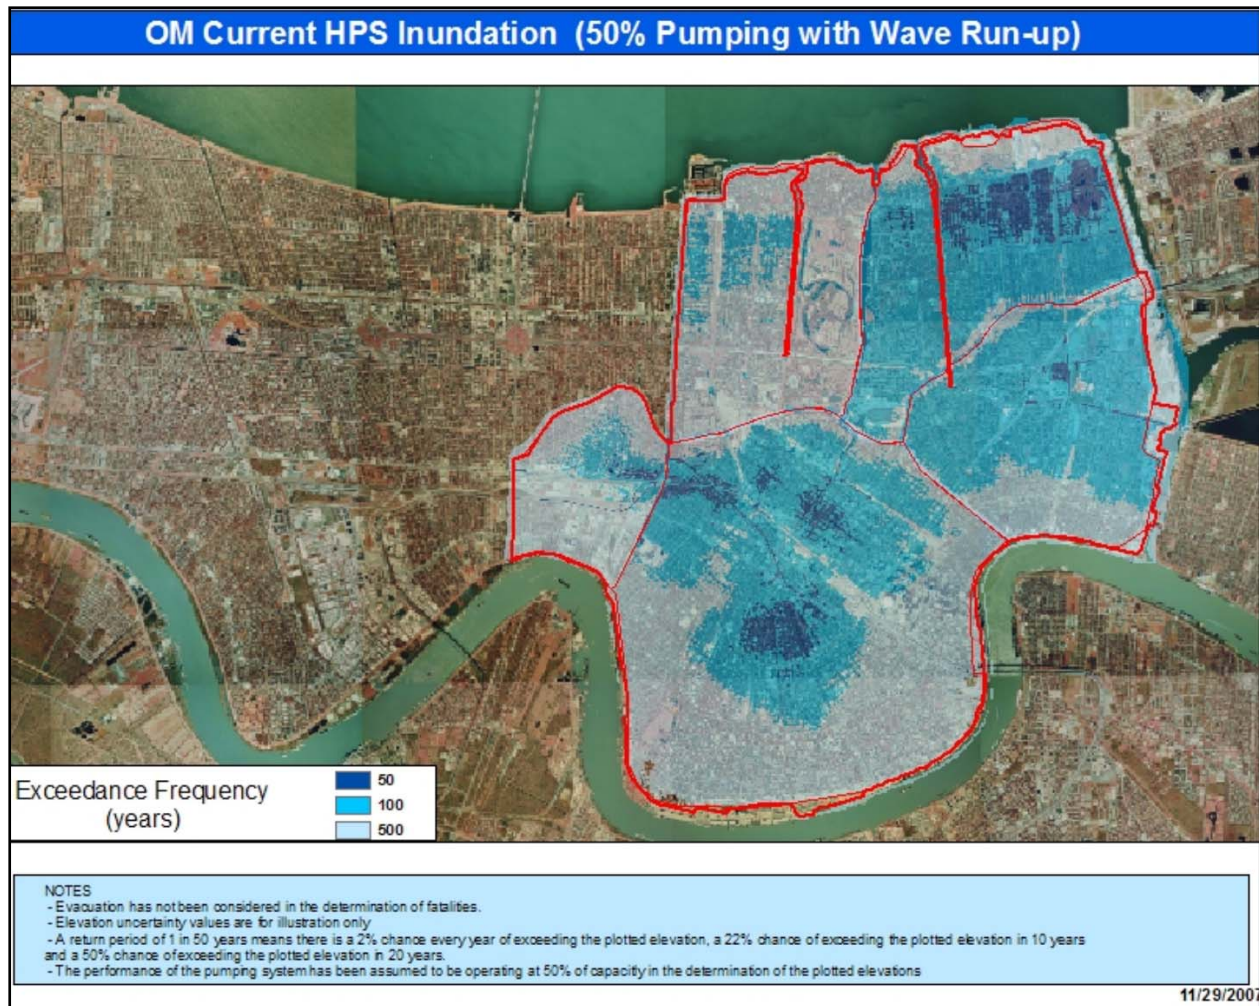 OM Current HPS Inundation (50% Pumping with Wave Run-up)
Exceedance Frequency
(years)
50
100
500
NOTES
- Evacuation has not been considered in the determination of fatalities.
- Elevation uncertainty values are for illustration only
- A return period of 1 in 50 years means there is a 2% chance every year of exceeding the plotted elevation, a 22% chance of exceeding the plotted elevation in 10 years
and a 50% chance of exceeding the plotted elevation in 20 years.
- The performance of the pumping system has been assumed to be operating at 50% of capacity in the determination of the plotted elevations
11/29/2007